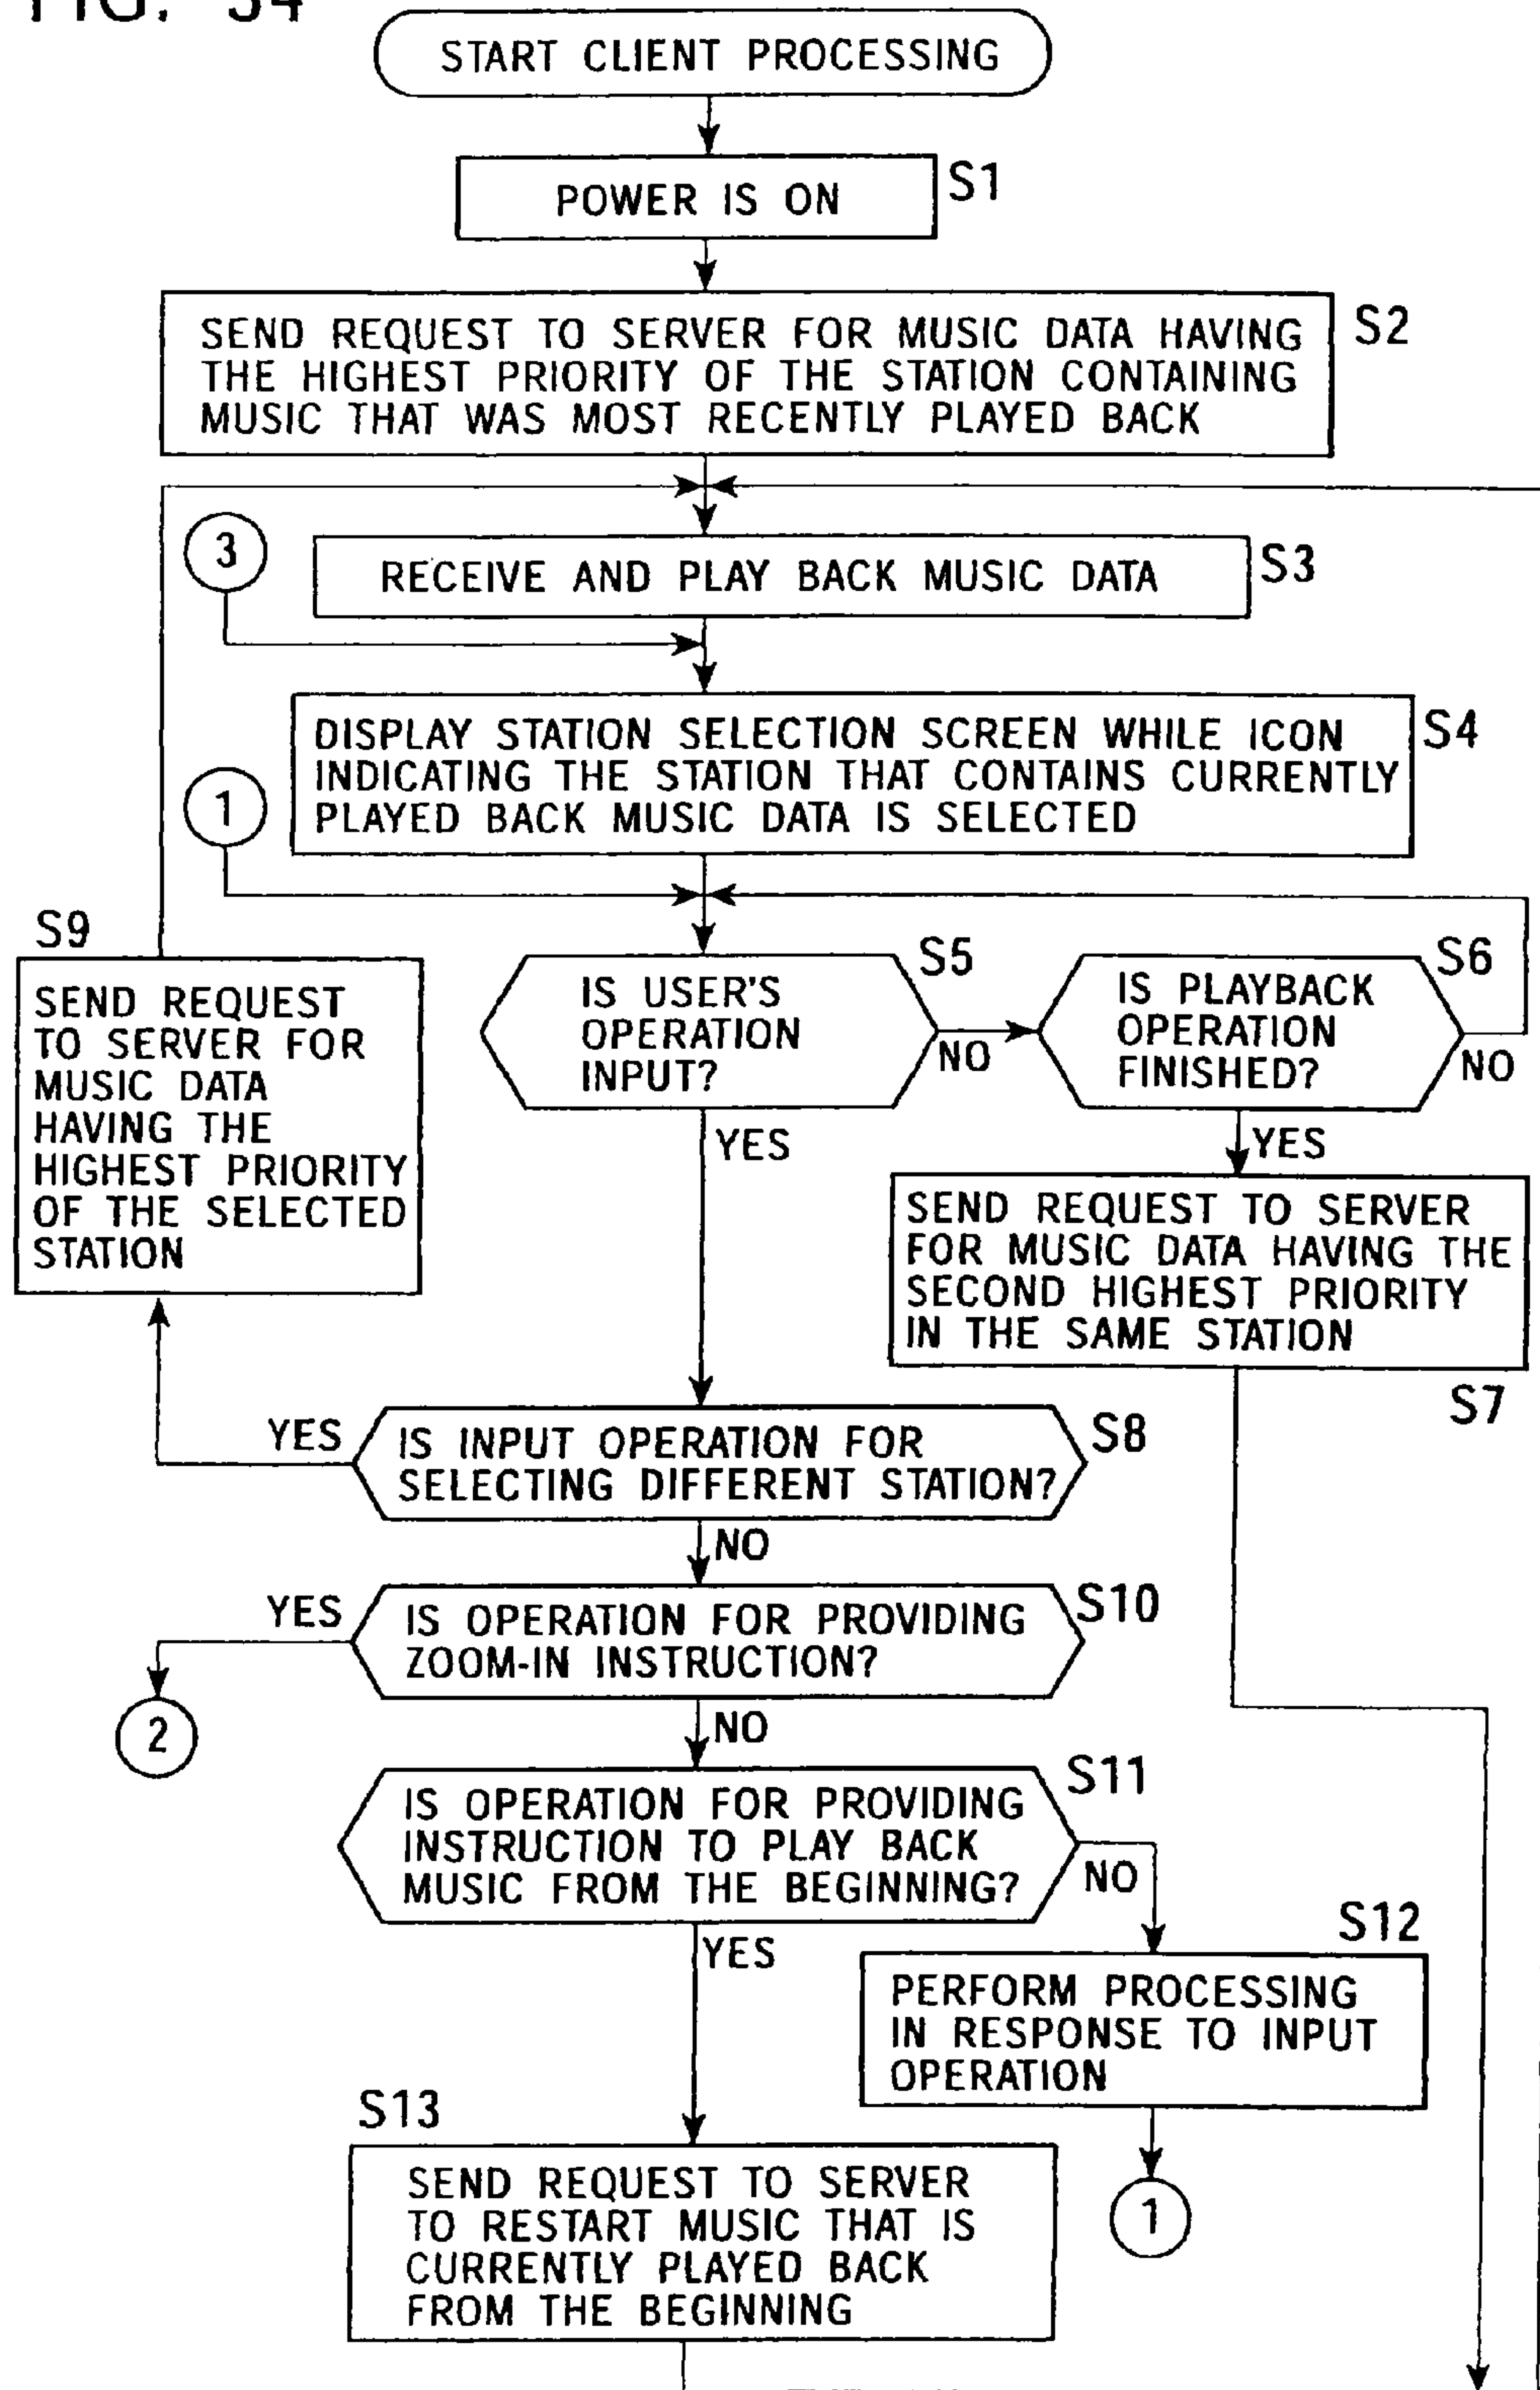 FIG. 34
START CLIENT PROCESSING
POWER IS ON
S1
SEND REQUEST TO SERVER FOR MUSIC DATA HAVING
THE HIGHEST PRIORITY OF THE STATION CONTAINING
MUSIC THAT WAS MOST RECENTLY PLAYED BACK
S2
3
RECEIVE AND PLAY BACK MUSIC DATA
S3
DISPLAY STATION SELECTION SCREEN WHILE ICON
INDICATING THE STATION THAT CONTAINS CURRENTLY
PLAYED BACK MUSIC DATA IS SELECTED
S4
1
S9
SEND REQUEST
TO SERVER FOR
MUSIC DATA
HAVING THE
HIGHEST PRIORITY
OF THE SELECTED
STATION
IS USER'S
OPERATION
INPUT?
S5
NO
YES
IS PLAYBACK
OPERATION
FINISHED?
S6
NO
YES
SEND REQUEST TO SERVER
FOR MUSIC DATA HAVING THE
SECOND HIGHEST PRIORITY
IN THE SAME STATION
S7
YES
IS INPUT OPERATION FOR
SELECTING DIFFERENT STATION?
S8
NO
YES
IS OPERATION FOR PROVIDING
ZOOM-IN INSTRUCTION?
S10
2
NO
IS OPERATION FOR PROVIDING
INSTRUCTION TO PLAY BACK
MUSIC FROM THE BEGINNING?
S11
NO
YES
S12
PERFORM PROCESSING
IN RESPONSE TO INPUT
OPERATION
1
S13
SEND REQUEST TO SERVER
TO RESTART MUSIC THAT IS
CURRENTLY PLAYED BACK
FROM THE BEGINNING